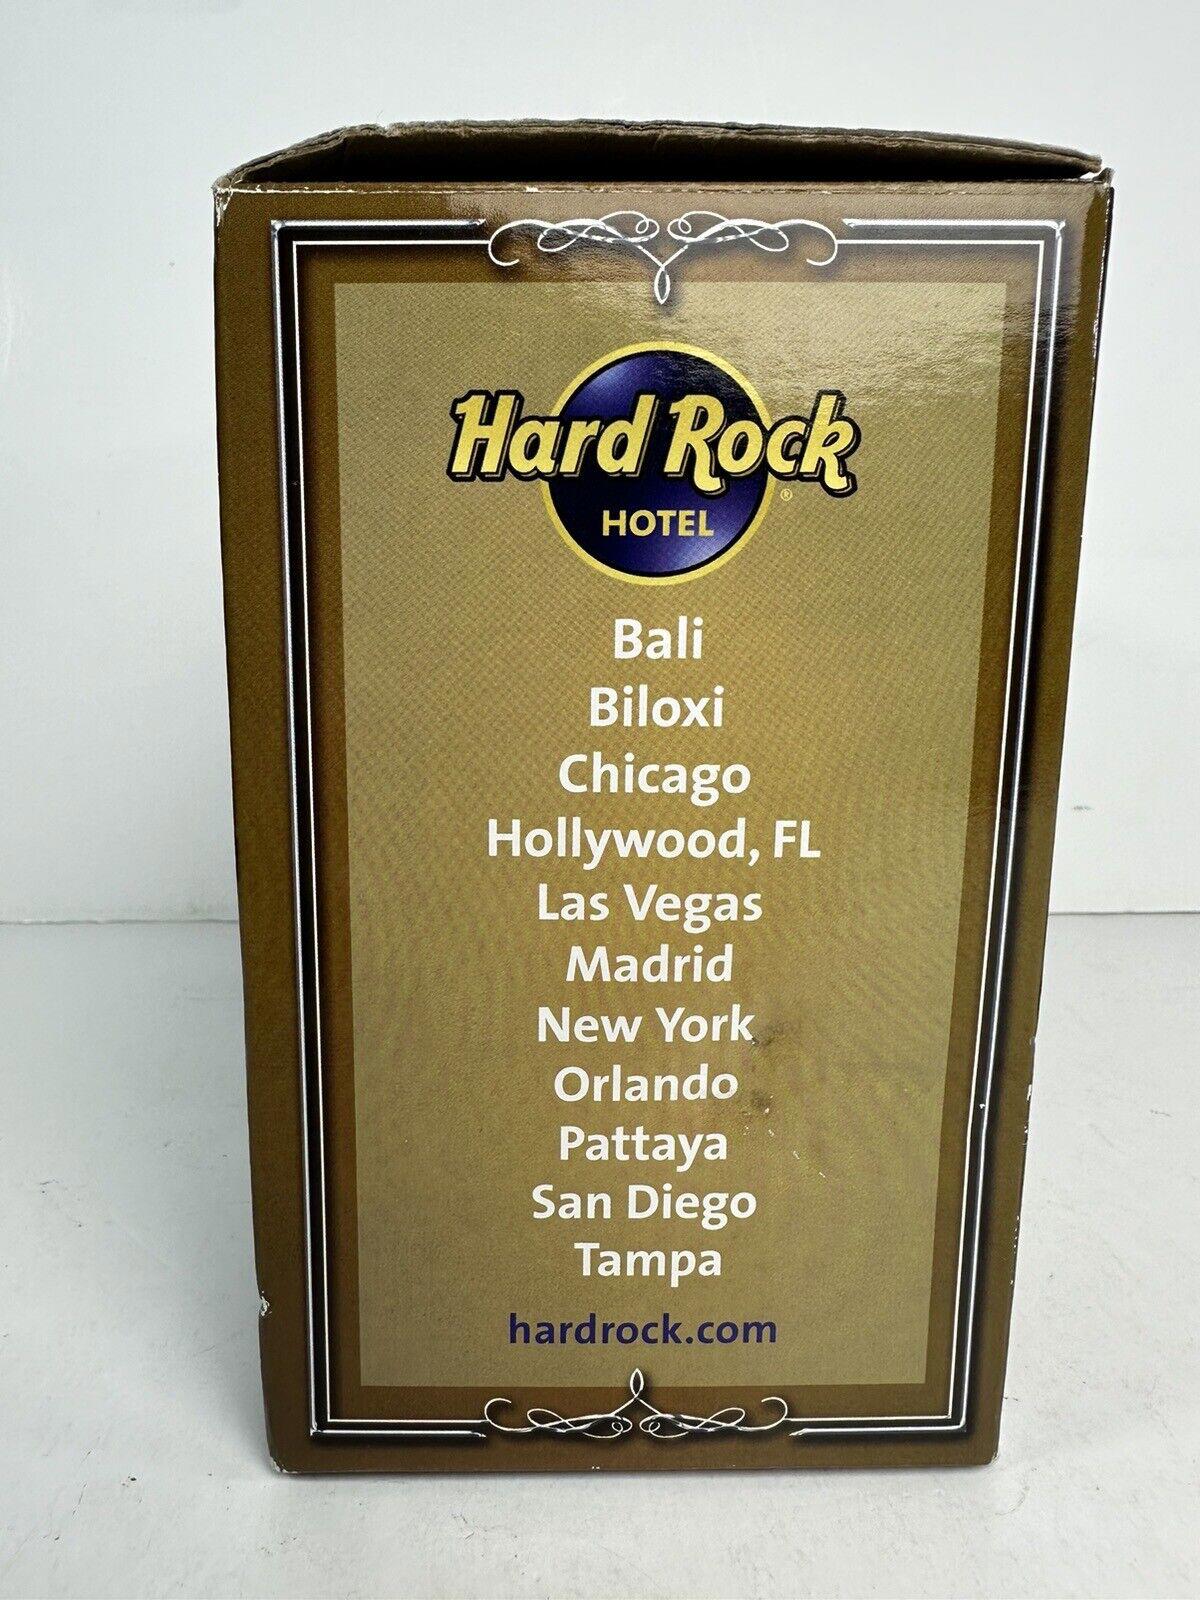 Hard Rock
®
HOTEL
Bali
Biloxi
Chicago
Hollywood, FL
Las Vegas
Madrid
New York
Orlando
Pattaya
San Diego
Tampa
hardrock.com